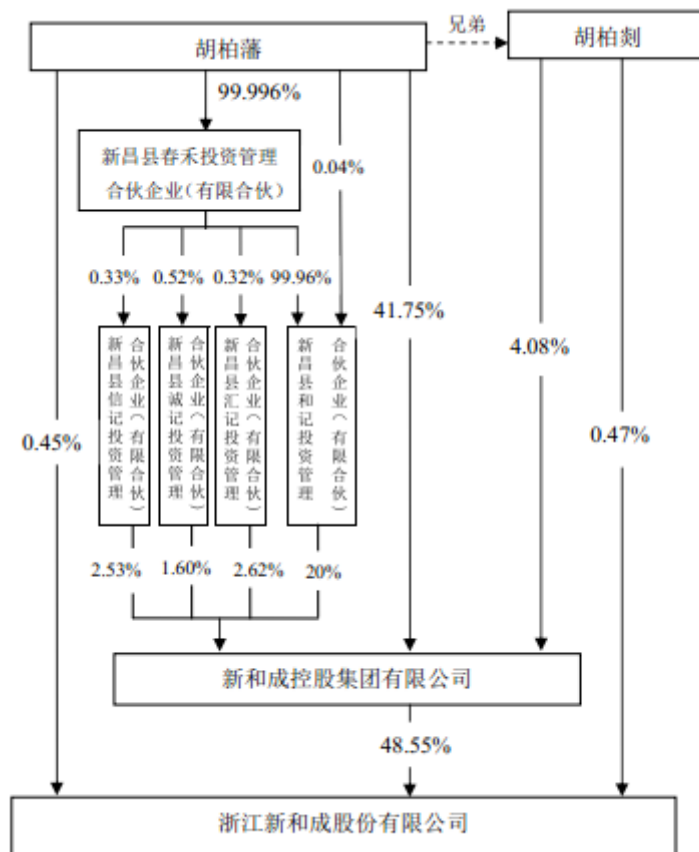 胡柏藩
兄弟
胡柏剡
99.996%
新昌县春禾投资管理
合伙企业(有限合伙)
0.04%
0.33%
0.52%
0.32%
99.96%
41.75%
4.08%
新昌县信记投资管理
合伙企业(有限合伙)
新昌县诚记投资管理
合伙企业(有限合伙)
新昌县汇记投资管理
合伙企业(有限合伙)
新昌县和记投资管理
合伙企业(有限合伙)
0.45%
0.47%
2.53%
1.60%
2.62%
20%
新和成控股集团有限公司
48.55%
浙江新和成股份有限公司